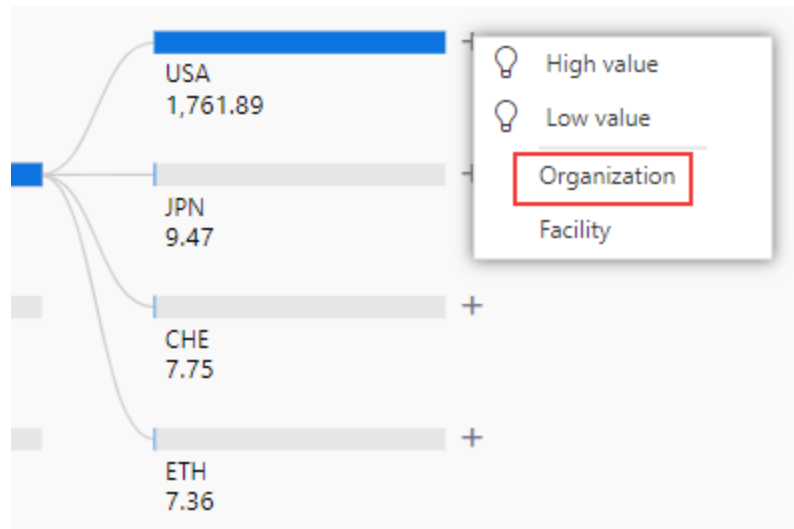 USA
1,761.89
JPN
9.47
CHE
7.75
ETH
7.36
High value
Low value
Organization
Facility